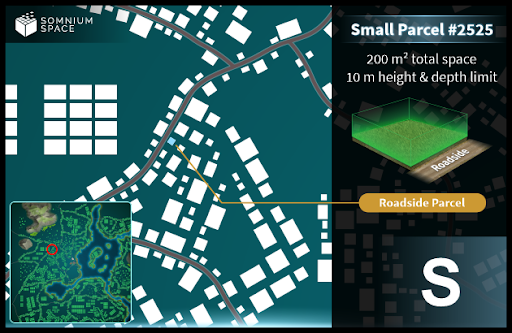 SOMNIUM
SPACE
Small Parcel #2525
200 m² total space
10 m height & depth limit
Roadside
Roadside Parcel
S